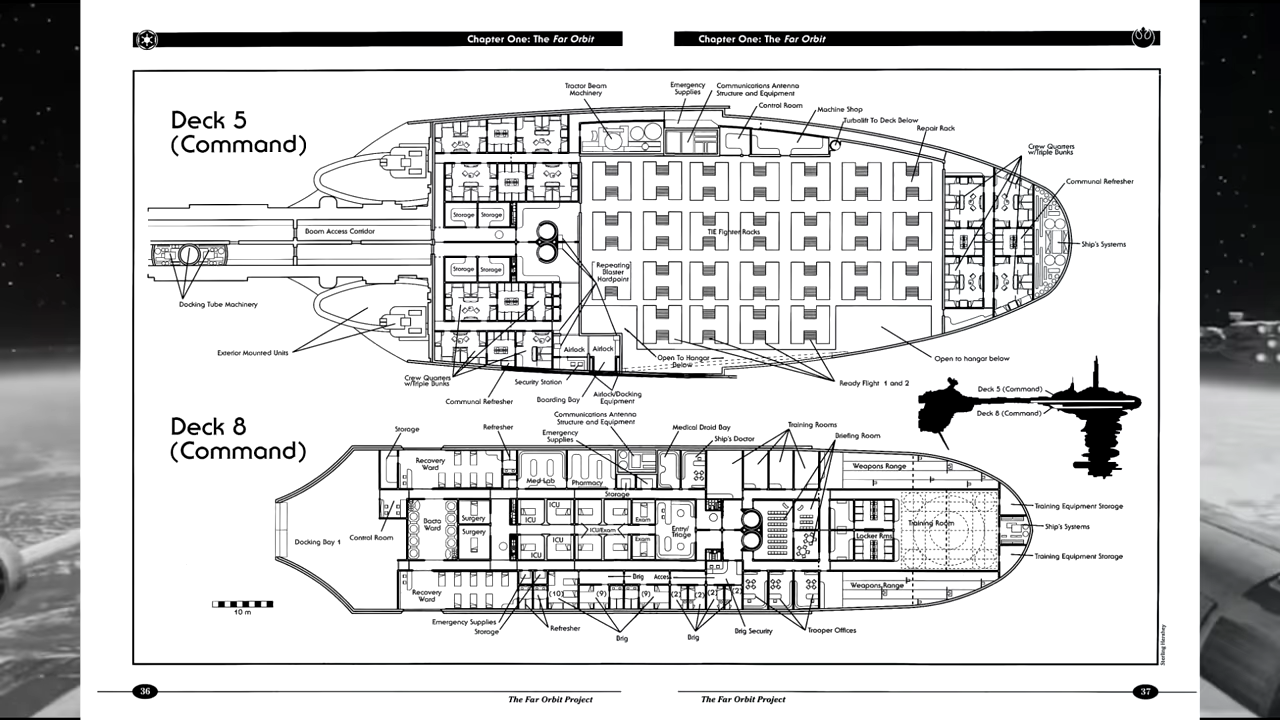 Chapter One: The Far Orbit
Chapter One: The Far Orbit
Deck 5
(Command)
Tractor Beam
Machinery
Emergency
Supplies
Communications Antenna
Structure and Equipment
Control Room
Machine Shop
Turbolift To Deck Below
Repair Rack
Crew Quarters
w/Triple Bunks
Communal Refresher
Ship's Systems
Storage
Storage
Boom Access Corridor
TIE Fighter Racks
Storage
Storage
Repeating
Blaster
Hardpoint
Docking Tube Machinery
Exterior Mounted Units
Airlock
Airlock
Open To Hangar
Below
Open to hangar below
Crew Quarters
w/Triple Bunks
Security Station
Ready Flight 1 and 2
Communal Refresher
Boarding Bay
Airlock/Docking
Equipment
Deck 5 (Command)
Deck 8 (Command)
Deck 8
(Command)
Storage
Refresher
Communications Antenna
Structure and Equipment
Emergency
Supplies
Medical Droid Bay
Ship's Doctor
Training Rooms
Briefing Room
Recovery
Ward
Med-Lab
Pharmacy
Weapons Range
Storage
Training Equipment Storage
Control Room
Bacta
Ward
Surgery
Surgery
ICU
ICU
ICU/Exam
Exam
Exam
ICU
ICU
Entry/
Triage
Training Room
Locker Rms.
Ship's Systems
Docking Bay 1
Training Equipment Storage
Brig Access
Recovery
Ward
(10)
(9)
(9)
(2)
(2)
(2)
(2)
Weapons Range
10 m
Emergency Supplies
Storage
Refresher
Brig
Brig
Brig Security
Trooper Offices
Sterling Hershey
36
The Far Orbit Project
The Far Orbit Project
37